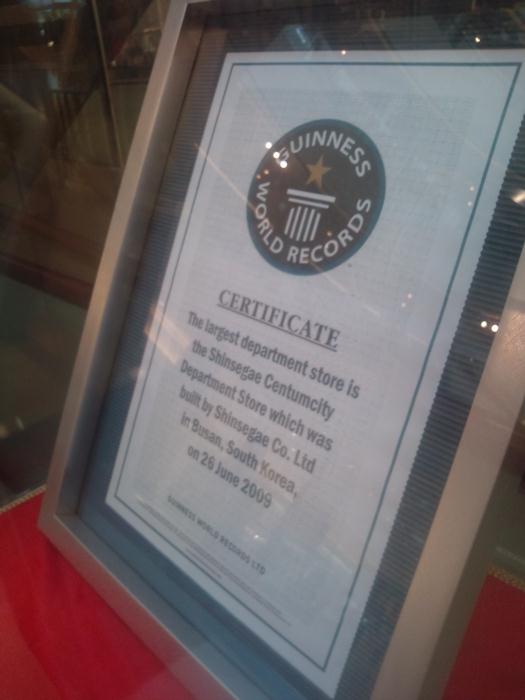 GUINNESS
WORLD RECORDS
CERTIFICATE
The largest department store is
the Shinsegae Centumcity
Department Store which was
built by Shinsegae Co. Ltd
in Busan, South Korea,
on 26 June 2009
GUINNESS WORLD RECORDS LTD